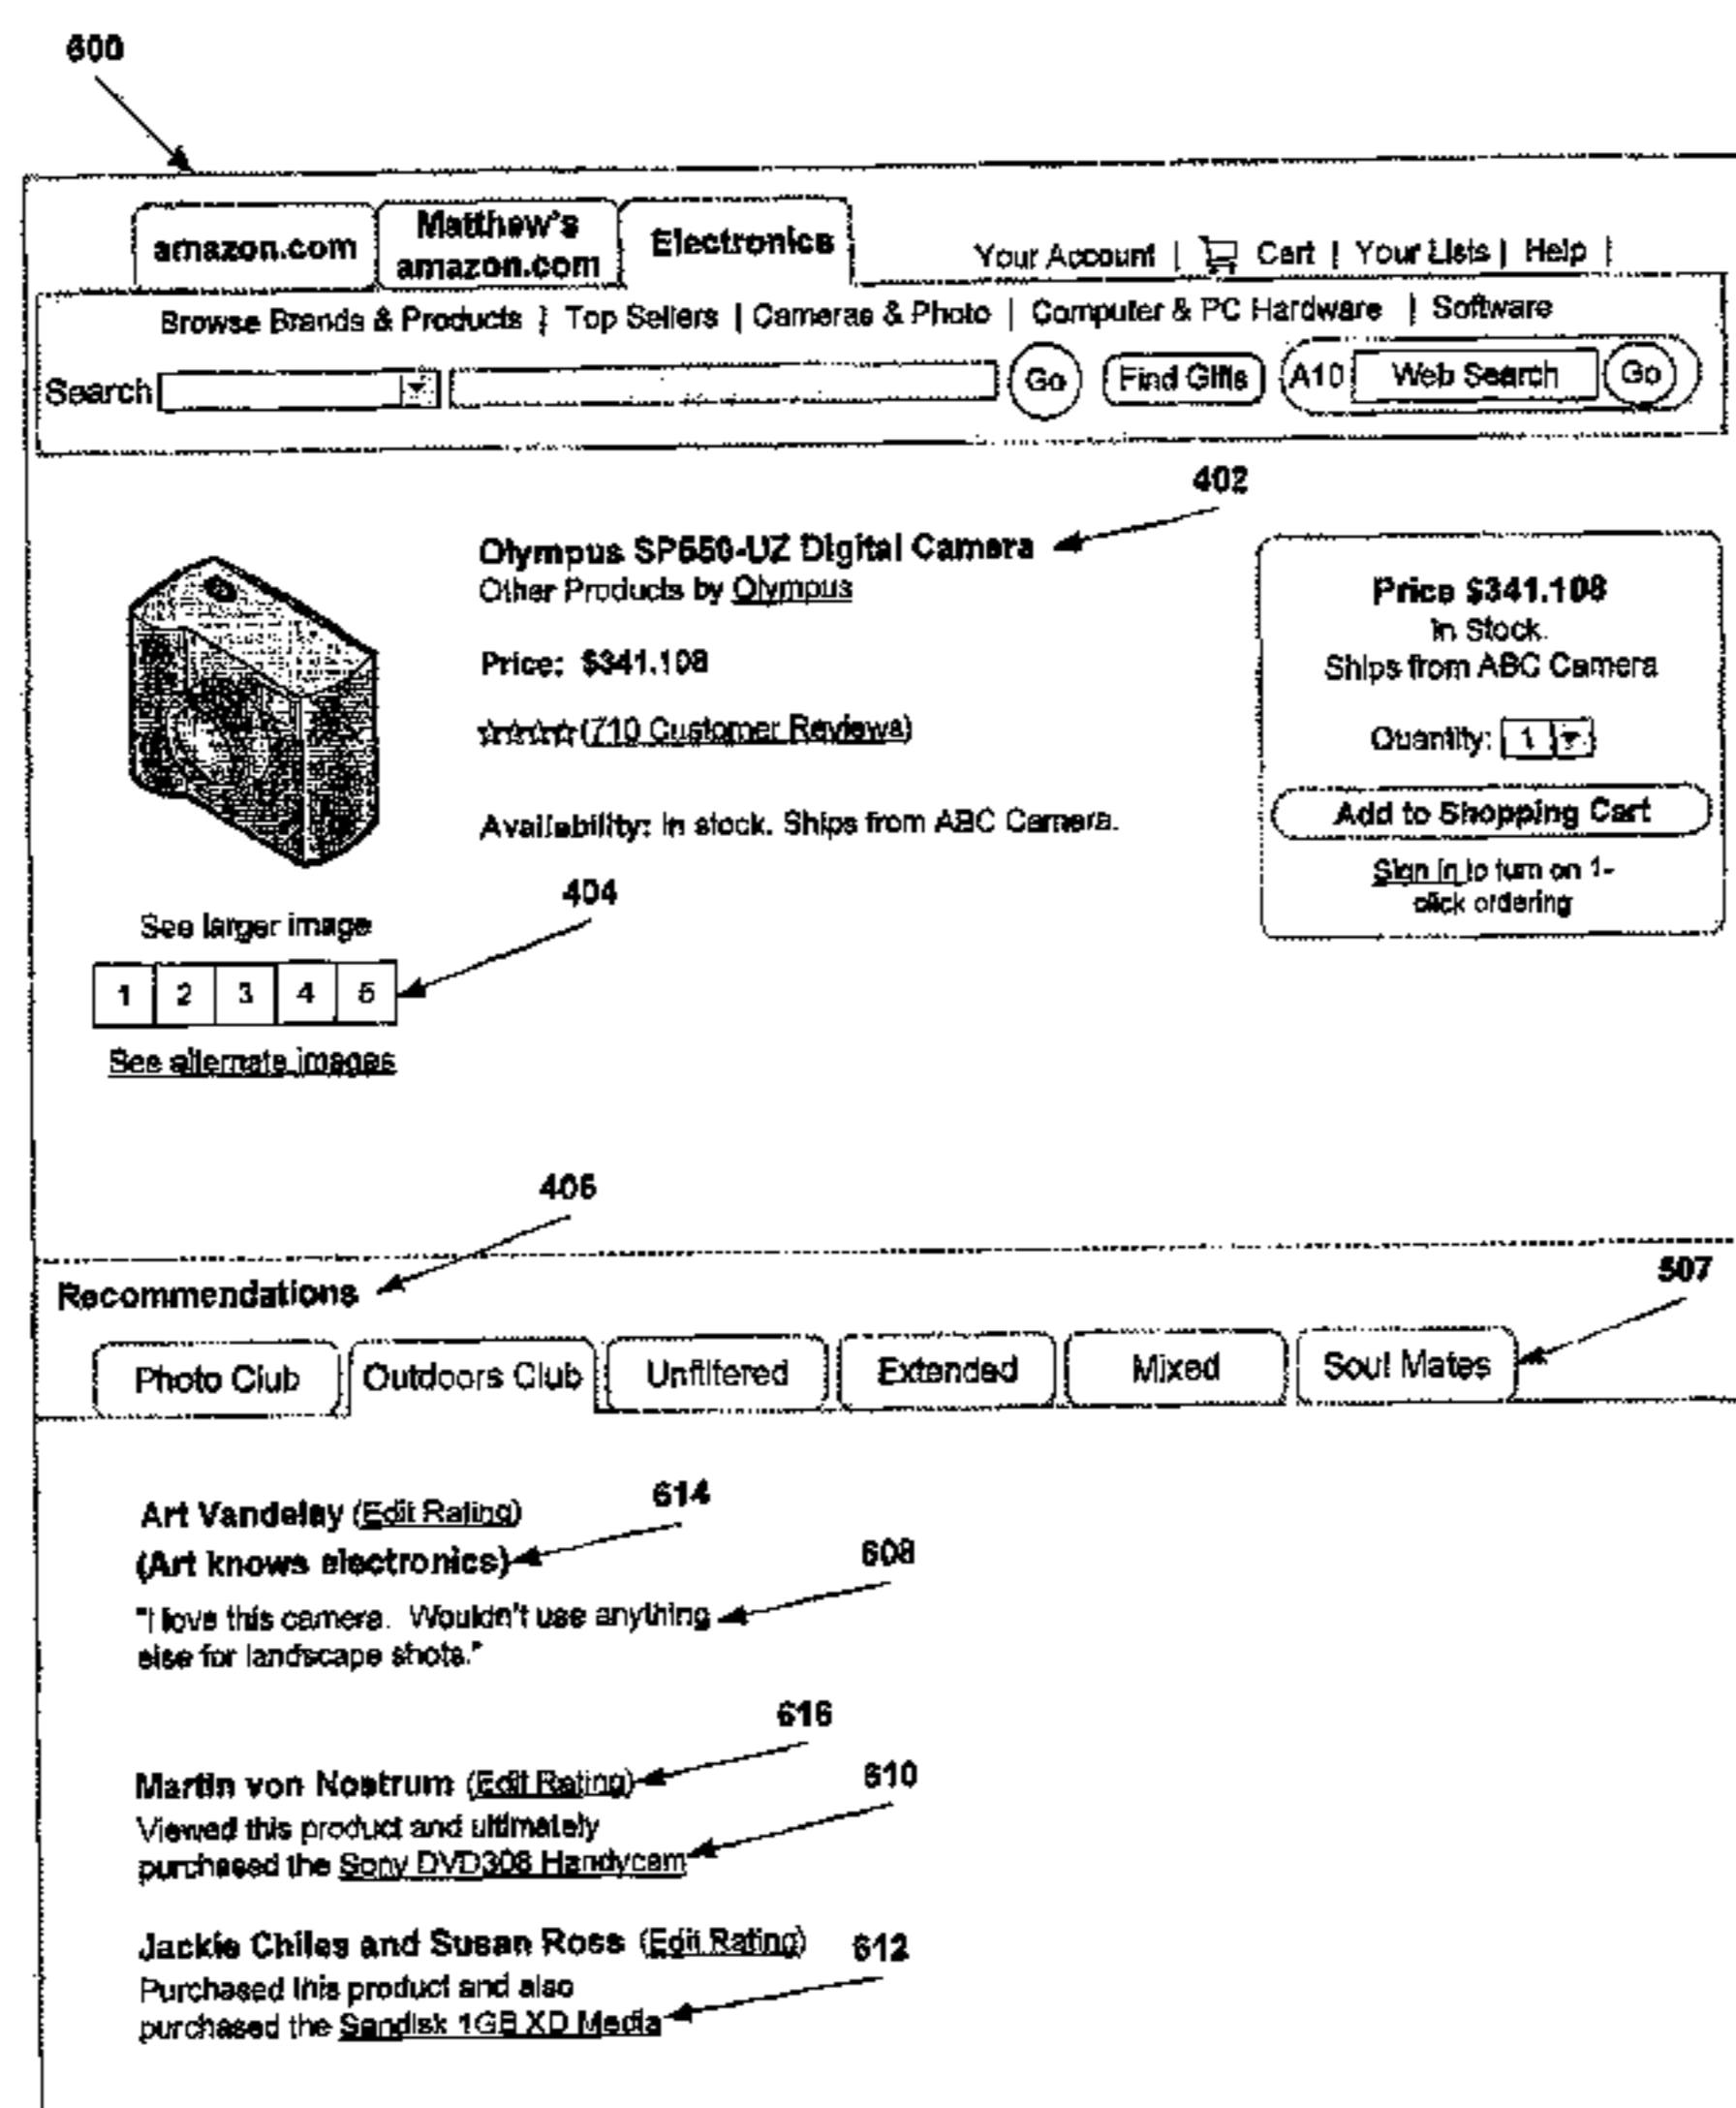 600
amazon.com
Matthew's
amazon.com
Electronics
Your Account | Cart | Your Lists | Help |
Browse Brands & Products | Top Sellers | Cameras & Photo | Computer & PC Hardware | Software
Search Go Find Gifts A10 Web Search Go
402
Olympus SP550-UZ Digital Camera
Other Products by Olympus
Price: $341.108
(710 Customer Reviews)
Availability: In stock. Ships from ABC Camera.
Price $341.108
In Stock.
Ships from ABC Camera
Quantity: 1
Add to Shopping Cart
Sign in to turn on 1-
click ordering
404
See larger image
1 2 3 4 5
See alternate images
406
Recommendations
507
Photo Club Outdoors Club Unfiltered Extended Mixed Soul Mates
Art Vandelay (Edit Rating)
614
(Art knows electronics)
608
"I love this camera. Wouldn't use anything
else for landscape shots."
616
Martin von Nostrum (Edit Rating)
610
Viewed this product and ultimately
purchased the Sony DVD308 Handycam
Jackie Chiles and Susan Ross (Edit Rating)
612
Purchased this product and also
purchased the Sandisk 1GB XD Media